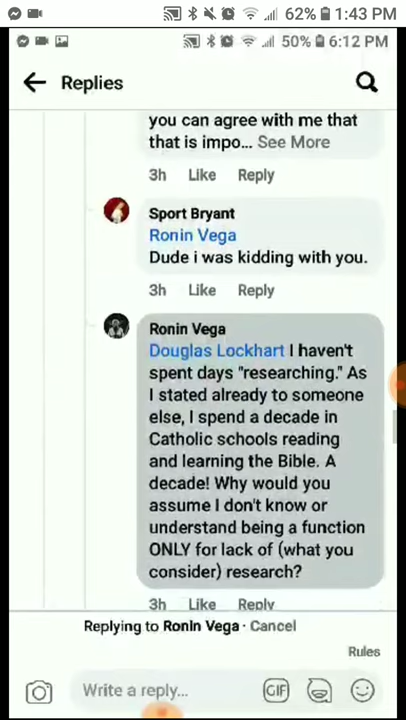 62% 1:43 PM
50% 6:12 PM
Replies
you can agree with me that
that is impo... See More
3h Like Reply
Sport Bryant
Ronin Vega
Dude i was kidding with you.
3h Like Reply
Ronin Vega
Douglas Lockhart I haven't
spent days "researching." As
I stated already to someone
else, I spend a decade in
Catholic schools reading
and learning the Bible. A
decade! Why would you
assume I don't know or
understand being a function
ONLY for lack of (what you
consider) research?
3h Like Reply
Replying to Ronin Vega · Cancel
Rules
Write a reply...
GIF